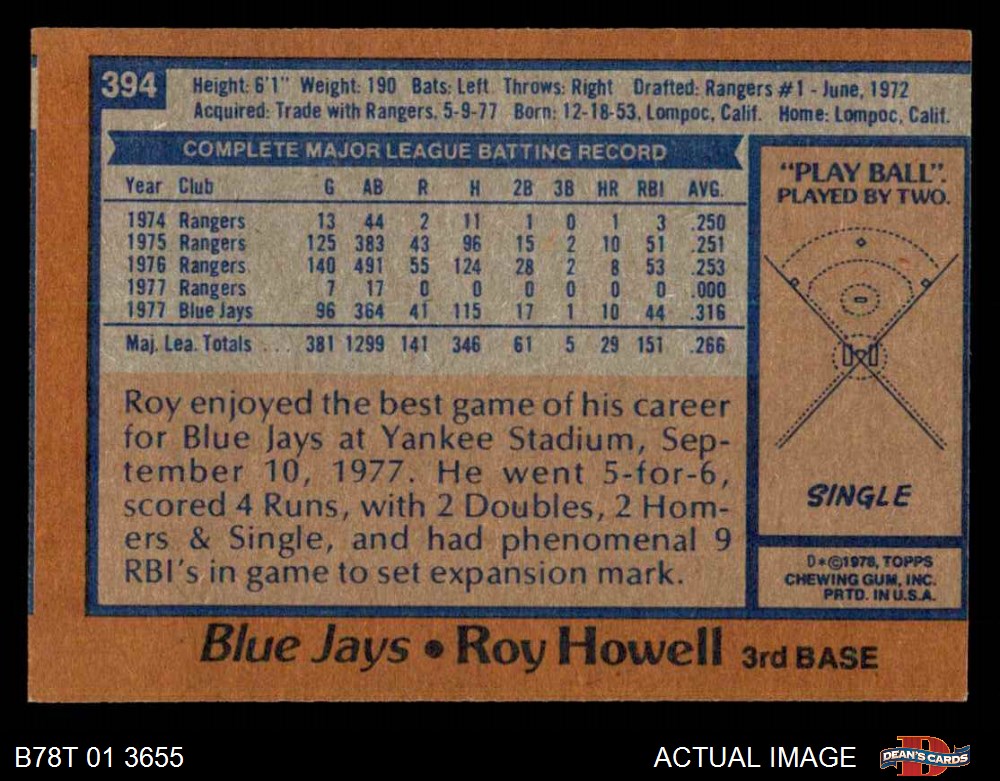 394
Height: 6'1" Weight: 190 Bats: Left Throws: Right Drafted: Rangers #1 - June, 1972
Acquired: Trade with Rangers, 5-9-77 Born: 12-18-53, Lompoc, Calif. Home: Lompoc, Calif.
COMPLETE MAJOR LEAGUE BATTING RECORD
Year Club G AB R H 2B 3B HR RBI AVG.
1974 Rangers 13 44 2 11 1 0 1 3 .250
1975 Rangers 125 383 43 96 15 2 10 51 .251
1976 Rangers 140 491 55 124 28 2 8 53 .253
1977 Rangers 7 17 0 0 0 0 0 0 .000
1977 Blue Jays 96 364 41 115 17 1 10 44 .316
Maj. Lea. Totals ... 381 1299 141 346 61 5 29 151 .266
Roy enjoyed the best game of his career
for Blue Jays at Yankee Stadium, Sep-
tember 10, 1977. He went 5-for-6,
scored 4 Runs, with 2 Doubles, 2 Hom-
ers & Single, and had phenomenal 9
RBI's in game to set expansion mark.
"PLAY BALL".
PLAYED BY TWO.
SINGLE
D*©1978, TOPPS
CHEWING GUM, INC.
PRTD. IN U.S.A.
Blue Jays • Roy Howell 3rd BASE
B78T 01 3655
ACTUAL IMAGE
DEAN'S CARDS